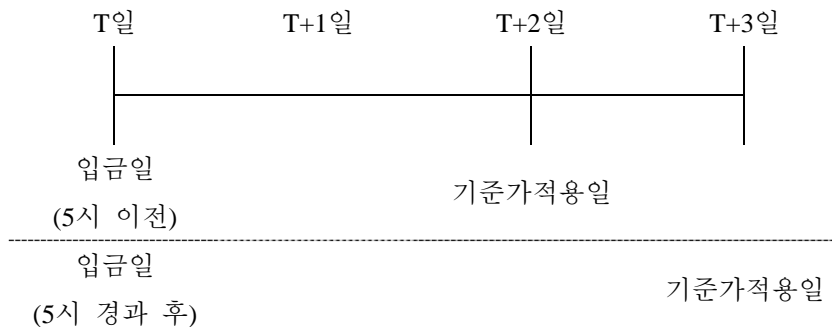 T일 T+1일 T+2일 T+3일
입금일
(5시 이전)
기준가적용일
입금일
(5시 경과 후)
기준가적용일